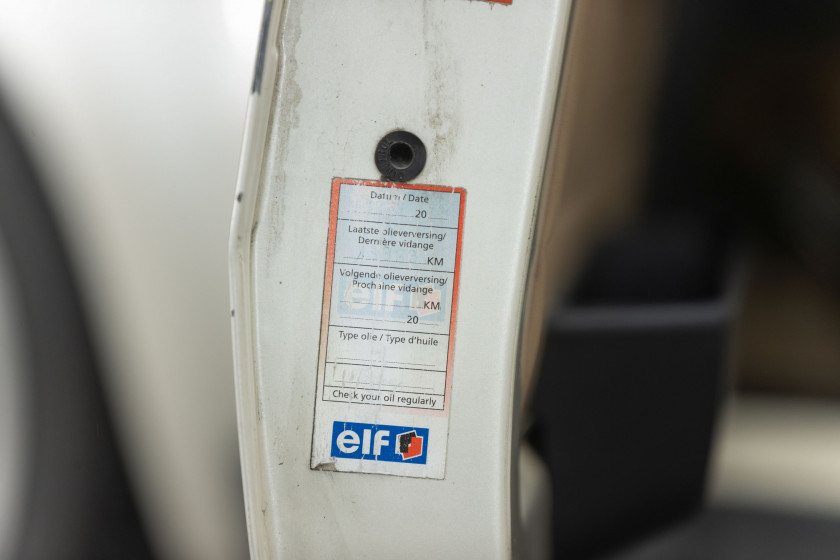 Datum / Date
20
Laatste olieverversing/
Dernière vidange
KM
Volgende olieverversing/
Prochaine vidange
KM
elf
20
Type olie / Type d'huile
Check your oil regularly
elf